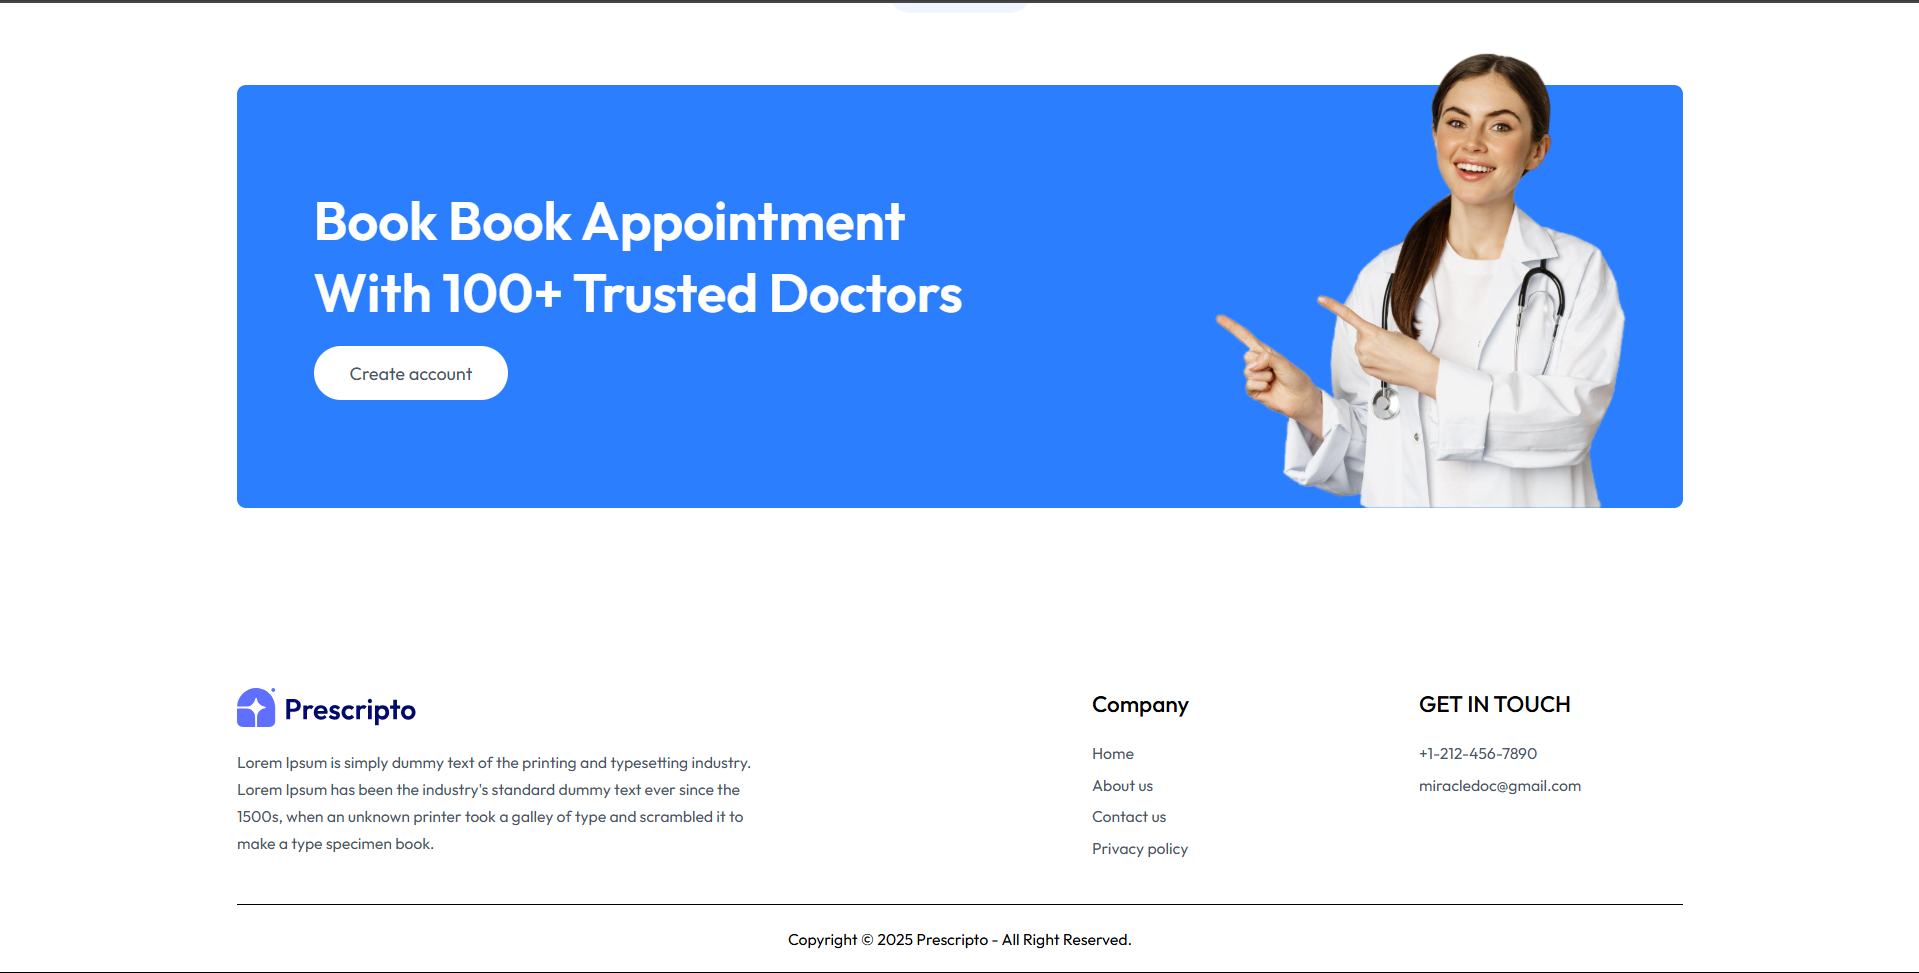 Book Book Appointment
With 100+ Trusted Doctors
Create account
Prescripto
Lorem Ipsum is simply dummy text of the printing and typesetting industry.
Lorem Ipsum has been the industry's standard dummy text ever since the
1500s, when an unknown printer took a galley of type and scrambled it to
make a type specimen book.
Company
Home
About us
Contact us
Privacy policy
GET IN TOUCH
+1-212-456-7890
miracledoc@gmail.com
Copyright © 2025 Prescripto - All Right Reserved.